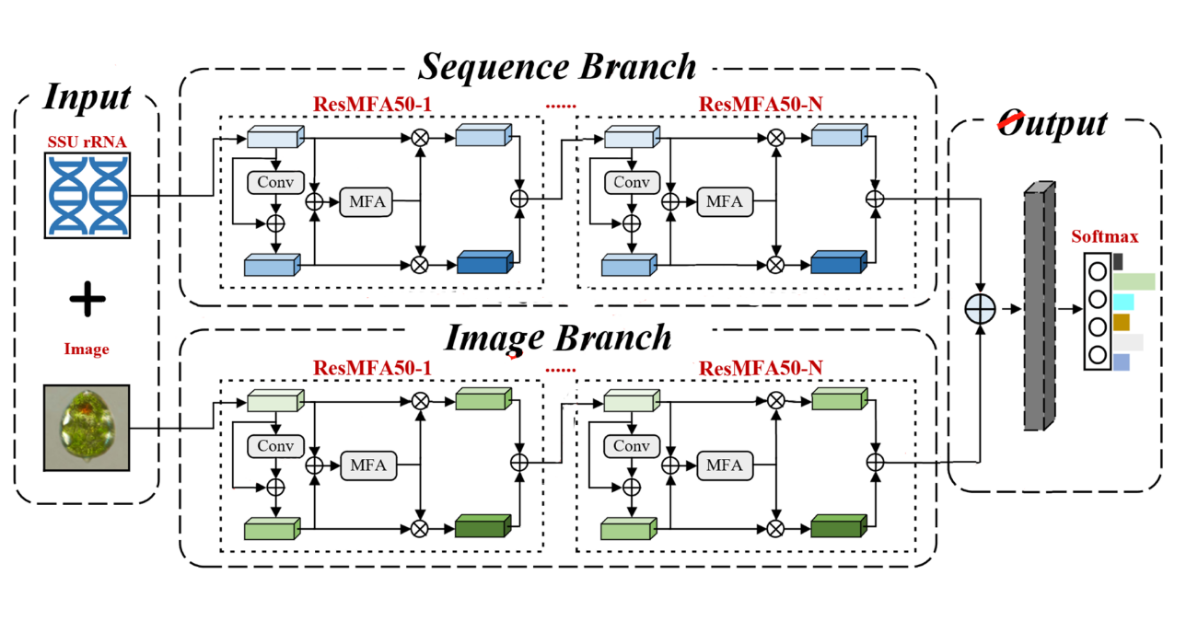 Sequence Branch
Input
ResMFA50-1
......
ResMFA50-N
Output
SSU rRNA
Conv
MFA
Conv
MFA
Softmax
Image Branch
Image
ResMFA50-1
......
ResMFA50-N
Conv
MFA
Conv
MFA